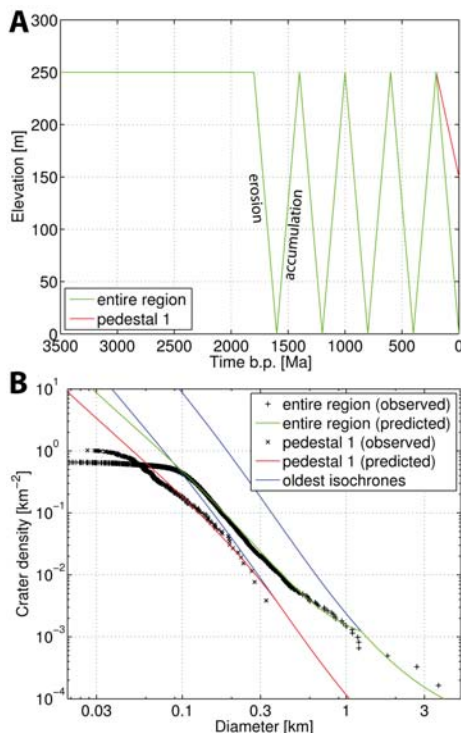 A
300
250
200
150
100
50
0
Elevation [m]
erosion
accumulation
entire region
pedestal 1
3500 3000 2500 2000 1500 1000 500 0
Time b.p. [Ma]
B
10^1
10^0
10^-1
10^-2
10^-3
10^-4
Crater density [km^-2]
entire region (observed)
entire region (predicted)
pedestal 1 (observed)
pedestal 1 (predicted)
oldest isochrones
0.03 0.1 0.3 1 3
Diameter [km]